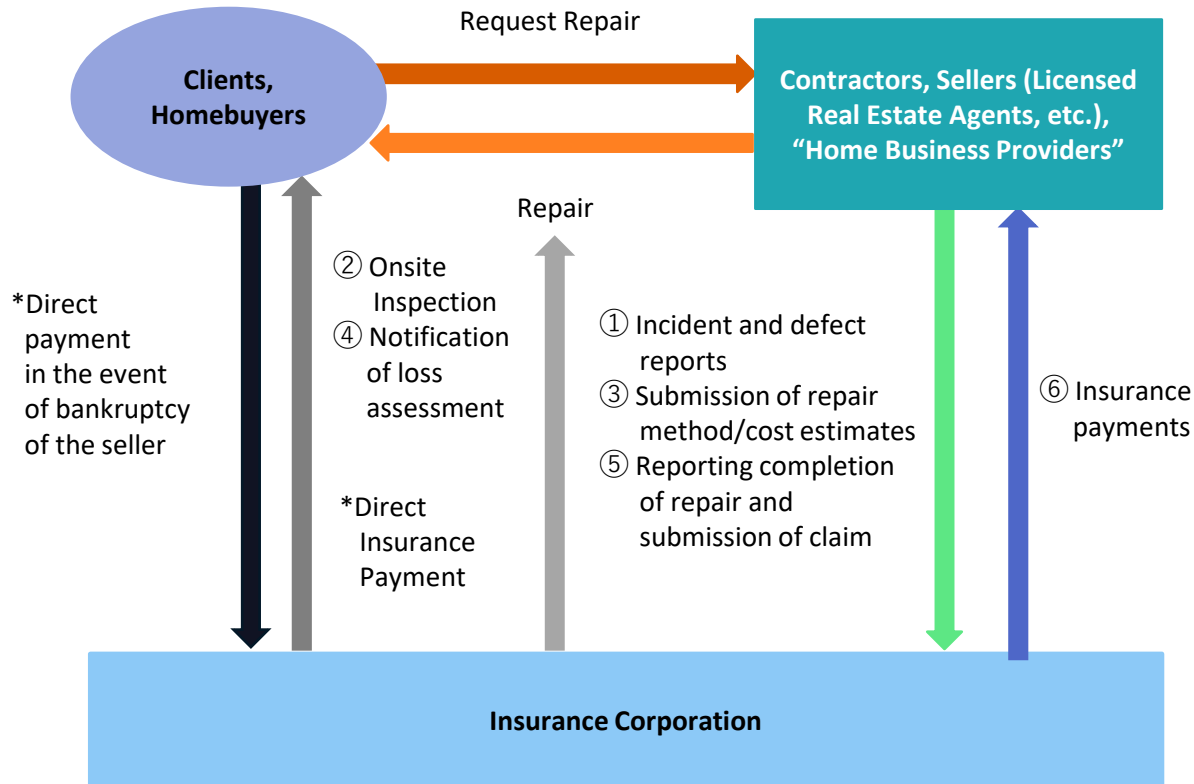 Request Repair
Clients,
Homebuyers
Contractors, Sellers (Licensed
Real Estate Agents, etc.),
“Home Business Providers”
Repair
② Onsite
Inspection
④ Notification
of loss
assessment
*Direct
payment
in the event
of bankruptcy
of the seller
① Incident and defect
reports
③ Submission of repair
method/cost estimates
⑤ Reporting completion
of repair and
submission of claim
⑥ Insurance
payments
*Direct
Insurance
Payment
Insurance Corporation